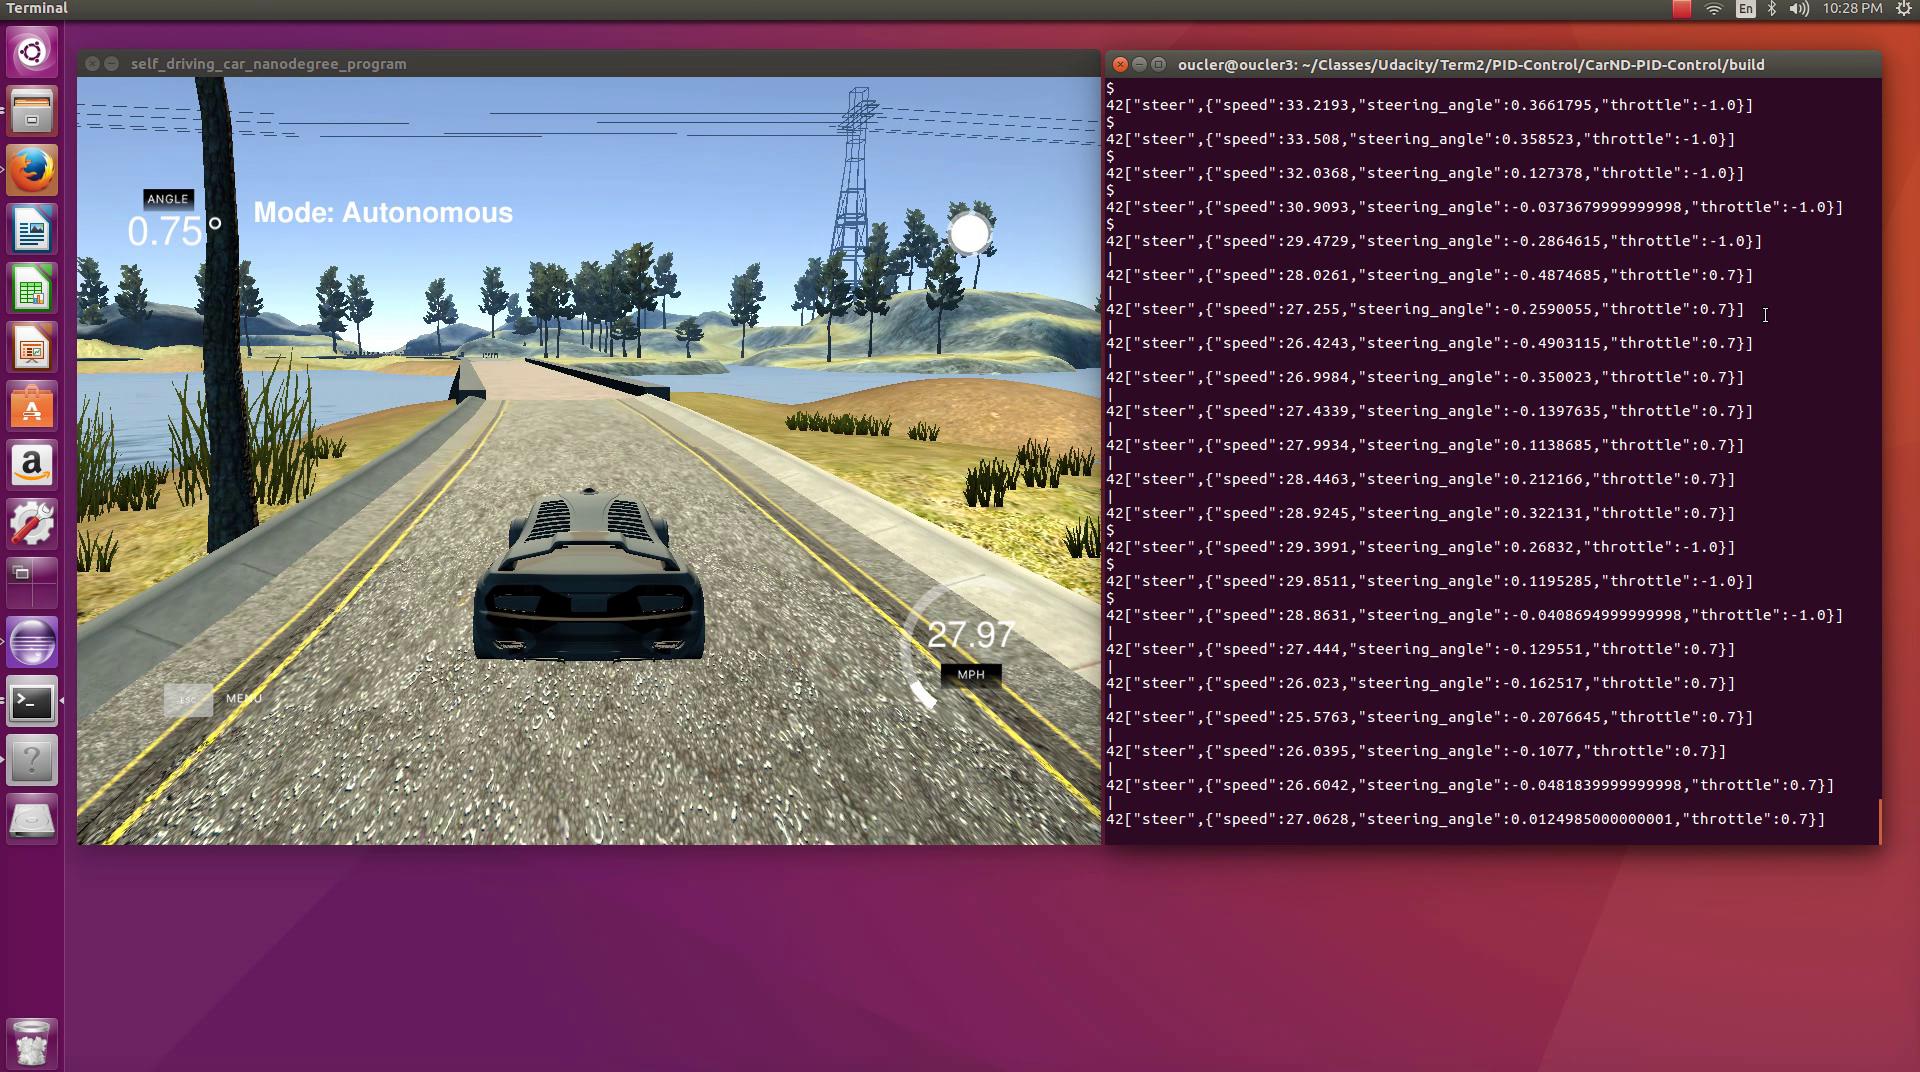 Terminal
En
10:28 PM
self_driving_car_nanodegree_program
ANGLE
0.75°
Mode: Autonomous
27.97
MPH
ESC
MENU
oucler@oucler3: ~/Classes/Udacity/Term2/PID-Control/CarND-PID-Control/build
$
42["steer",{"speed":33.2193,"steering_angle":0.3661795,"throttle":-1.0}]
$
42["steer",{"speed":33.508,"steering_angle":0.358523,"throttle":-1.0}]
$
42["steer",{"speed":32.0368,"steering_angle":0.127378,"throttle":-1.0}]
$
42["steer",{"speed":30.9093,"steering_angle":-0.0373679999999998,"throttle":-1.0}]
$
42["steer",{"speed":29.4729,"steering_angle":-0.2864615,"throttle":-1.0}]
|
42["steer",{"speed":28.0261,"steering_angle":-0.4874685,"throttle":0.7}]
|
42["steer",{"speed":27.255,"steering_angle":-0.2590055,"throttle":0.7}]
|
42["steer",{"speed":26.4243,"steering_angle":-0.4903115,"throttle":0.7}]
|
42["steer",{"speed":26.9984,"steering_angle":-0.350023,"throttle":0.7}]
|
42["steer",{"speed":27.4339,"steering_angle":-0.1397635,"throttle":0.7}]
|
42["steer",{"speed":27.9934,"steering_angle":0.1138685,"throttle":0.7}]
|
42["steer",{"speed":28.4463,"steering_angle":0.212166,"throttle":0.7}]
|
42["steer",{"speed":28.9245,"steering_angle":0.322131,"throttle":0.7}]
$
42["steer",{"speed":29.3991,"steering_angle":0.26832,"throttle":-1.0}]
$
42["steer",{"speed":29.8511,"steering_angle":0.1195285,"throttle":-1.0}]
$
42["steer",{"speed":28.8631,"steering_angle":-0.0408694999999998,"throttle":-1.0}]
|
42["steer",{"speed":27.444,"steering_angle":-0.129551,"throttle":0.7}]
|
42["steer",{"speed":26.023,"steering_angle":-0.162517,"throttle":0.7}]
|
42["steer",{"speed":25.5763,"steering_angle":-0.2076645,"throttle":0.7}]
|
42["steer",{"speed":26.0395,"steering_angle":-0.1077,"throttle":0.7}]
|
42["steer",{"speed":26.6042,"steering_angle":-0.0481839999999998,"throttle":0.7}]
|
42["steer",{"speed":27.0628,"steering_angle":0.0124985000000001,"throttle":0.7}]